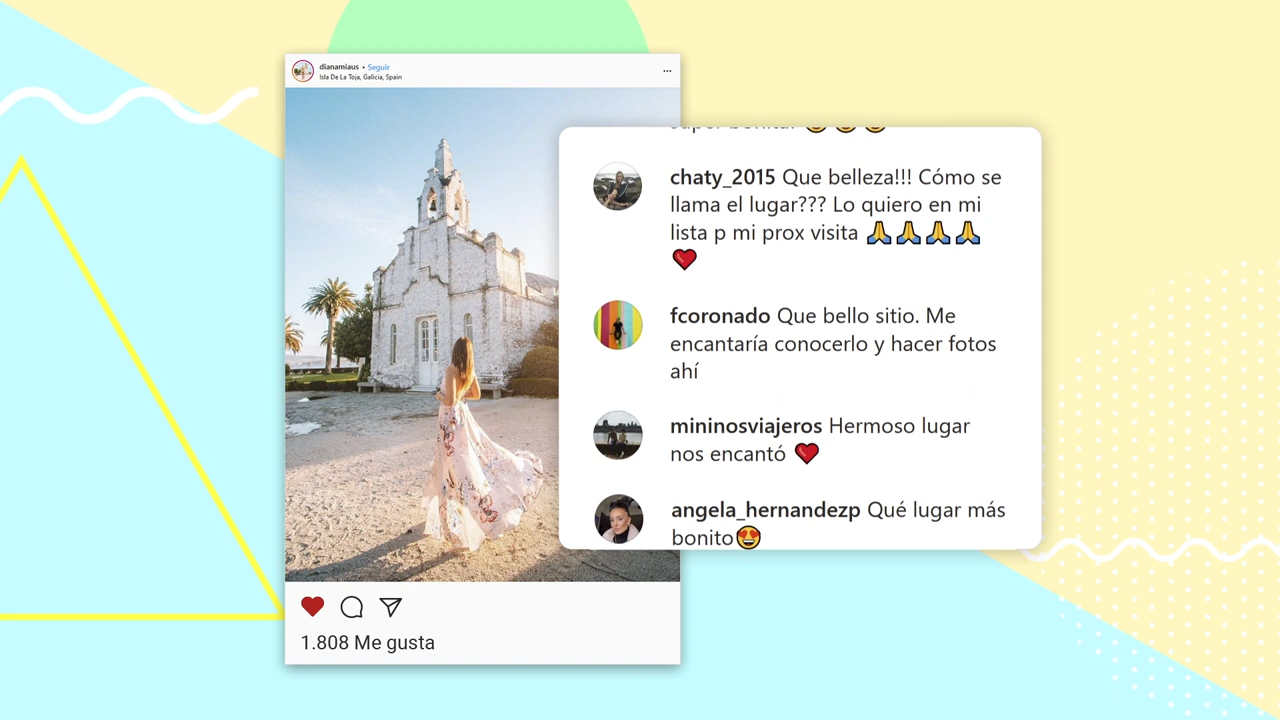 dianamiaus • Seguir
Isla De La Toja, Galicia, Spain
chaty_2015 Que belleza!!! Cómo se
llama el lugar??? Lo quiero en mi
lista p mi prox visita 🙏🙏🙏🙏
❤️
fcoronado Que bello sitio. Me
encantaría conocerlo y hacer fotos
ahí
mininosviajeros Hermoso lugar
nos encantó ❤️
angela_hernandezp Qué lugar más
bonito😍
1.808 Me gusta